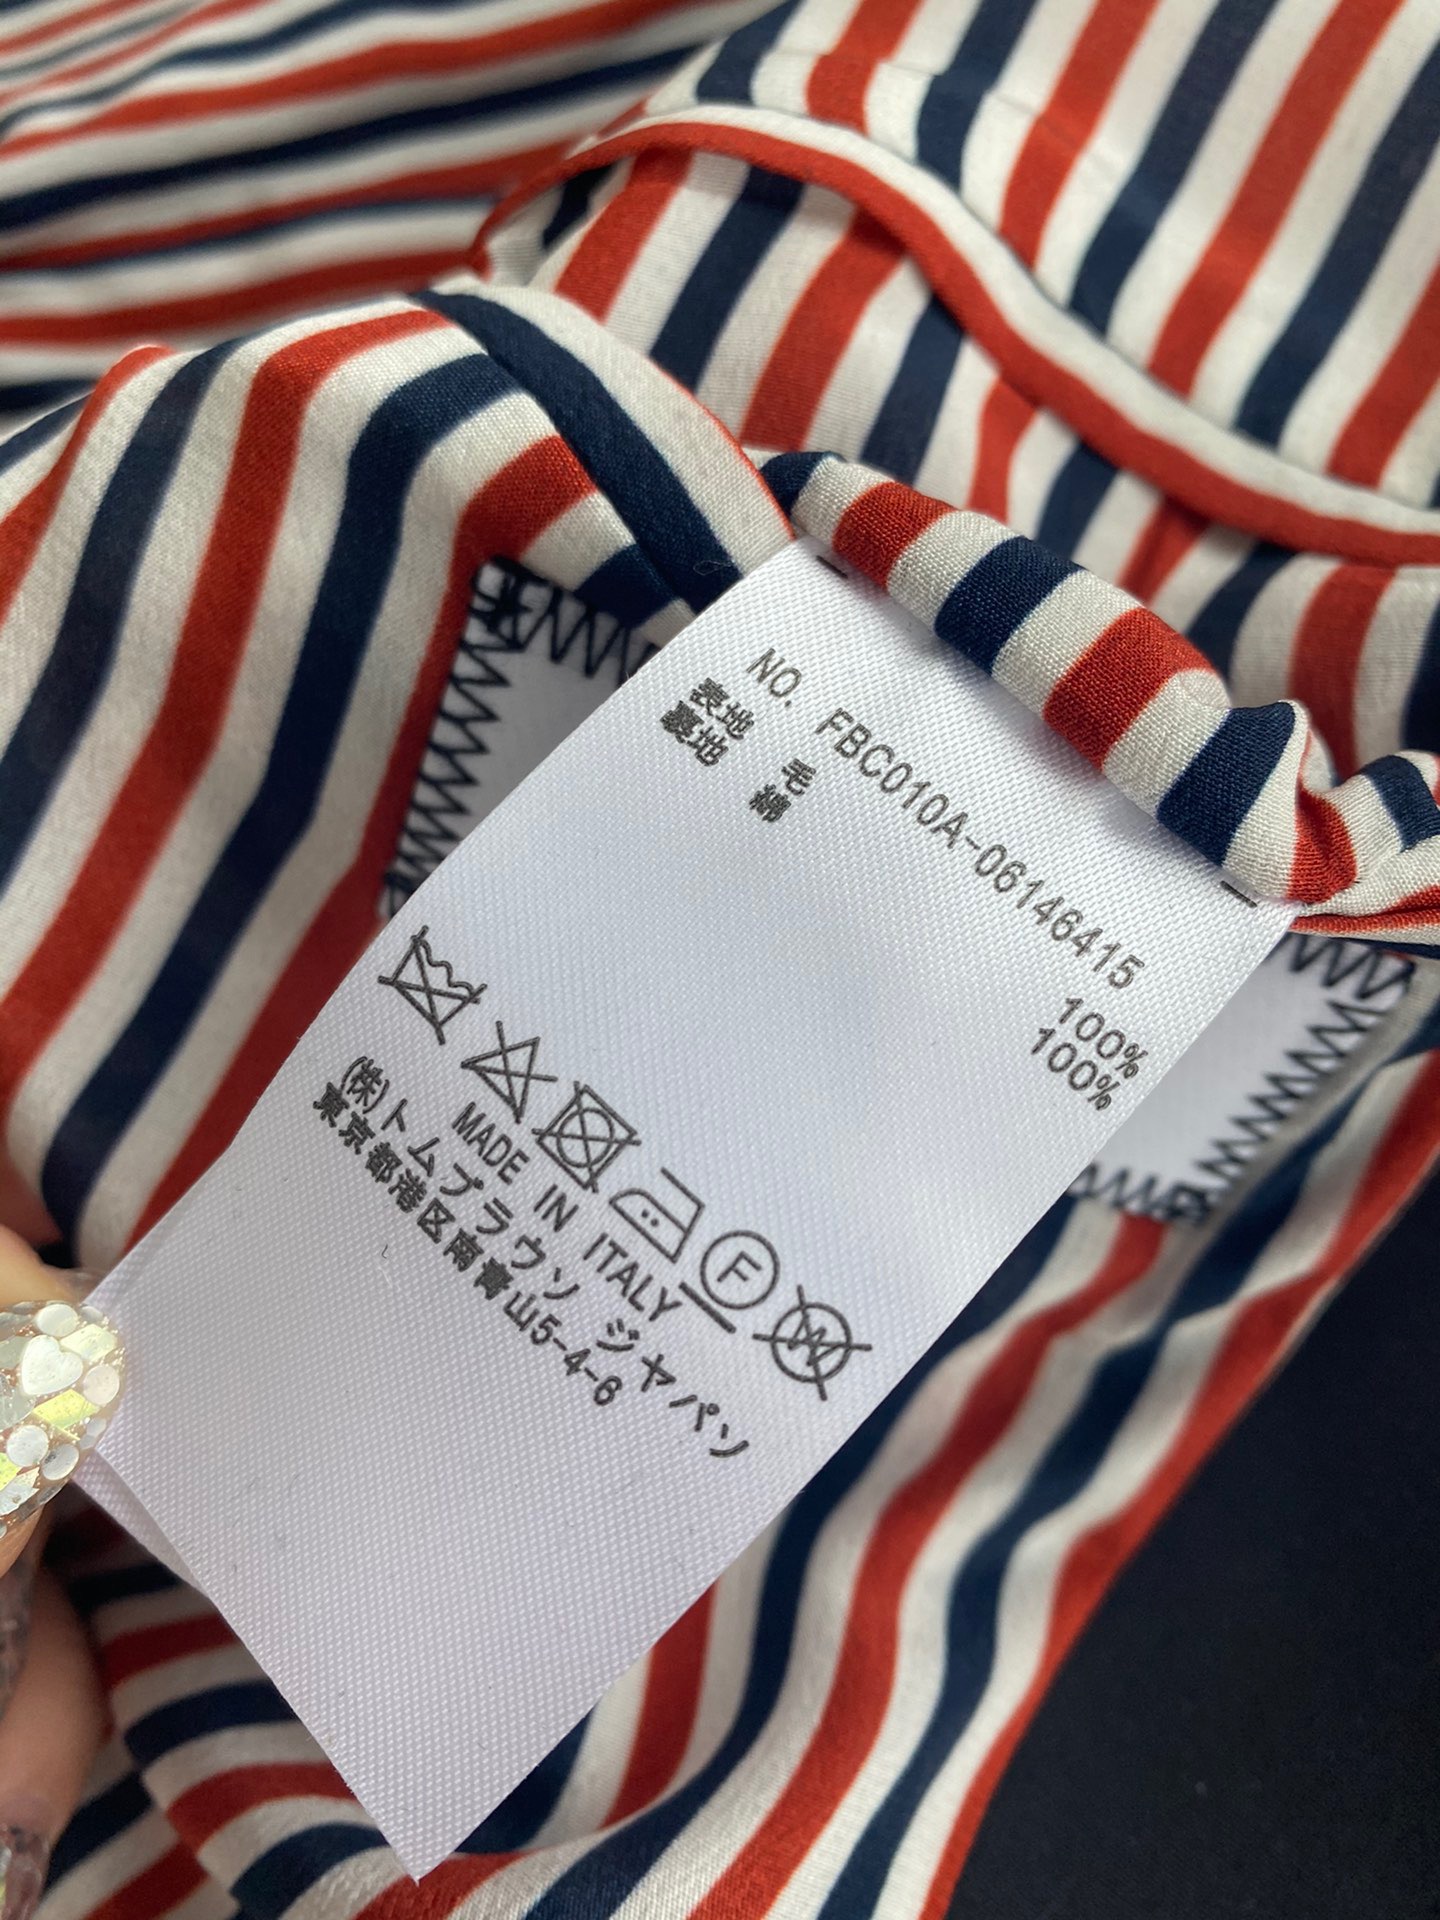 NO. FBC010A-06146415
表地 毛 100%
裏地 綿 100%
MADE IN ITALY
(株)トムブラウン ジャパン
東京都港区南青山5-4-6